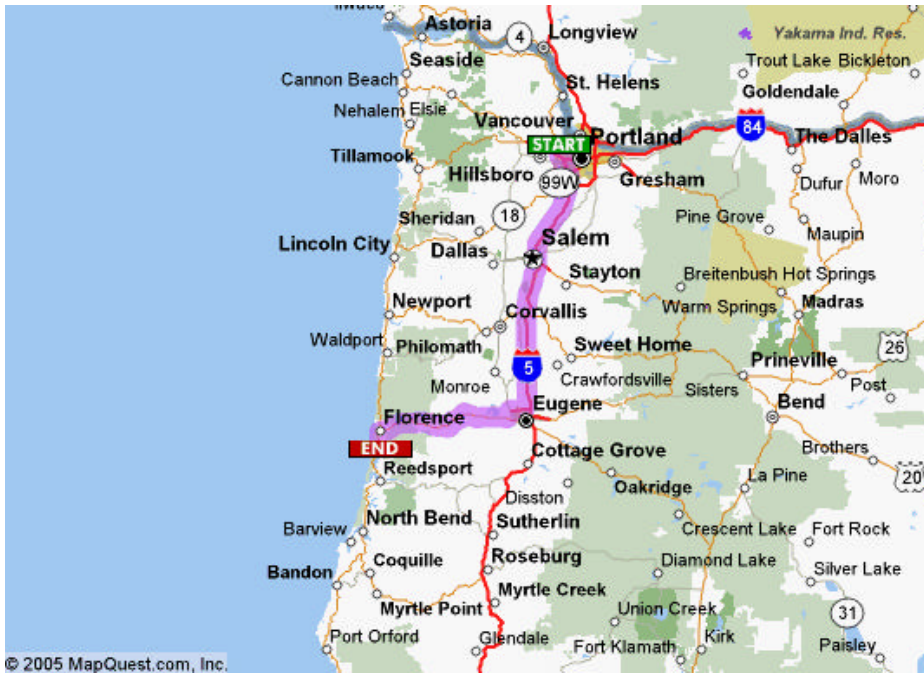 Ilwaco
Astoria
4
Longview
Yakama Ind. Res.
Seaside
Trout Lake
Bickleton
Cannon Beach
St. Helens
Goldendale
Nehalem
Elsie
Vancouver
Portland
84
The Dalles
START
Tillamook
Hillsboro
99W
Gresham
Dufur
Moro
Sheridan
18
Pine Grove
Maupin
Lincoln City
Dallas
Salem
Stayton
Breitenbush Hot Springs
Newport
Corvallis
Warm Springs
Madras
Waldport
Philomath
Sweet Home
26
Prineville
5
Monroe
Crawfordsville
Sisters
Post
Florence
Eugene
Bend
END
Cottage Grove
Brothers
Reedsport
Oakridge
La Pine
20
Disston
North Bend
Sutherlin
Crescent Lake
Fort Rock
Barview
Coquille
Roseburg
Diamond Lake
Silver Lake
Bandon
Myrtle Creek
Myrtle Point
Union Creek
31
Port Orford
Glendale
Fort Klamath
Kirk
Paisley
© 2005 MapQuest.com, Inc.